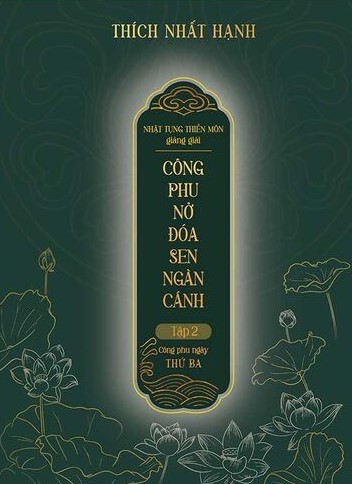 THÍCH NHẤT HẠNH
NHẬT TỤNG THIỀN MÔN
giảng giải
CÔNG
PHU
NỞ
ĐÓA
SEN
NGÀN
CÁNH
Tập 2
Công phu ngày
THỨ BA